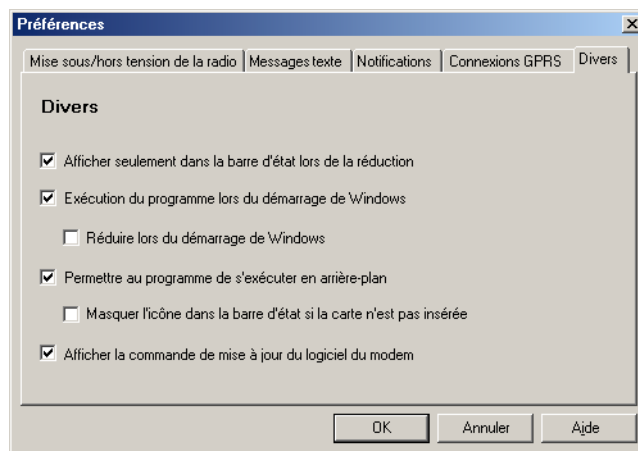 Préférences
Mise sous/hors tension de la radio Messages texte Notifications Connexions GPRS Divers
Divers
Afficher seulement dans la barre d'état lors de la réduction
Exécution du programme lors du démarrage de Windows
Réduire lors du démarrage de Windows
Permettre au programme de s'exécuter en arrière-plan
Masquer l'icône dans la barre d'état si la carte n'est pas insérée
Afficher la commande de mise à jour du logiciel du modem
OK Annuler Aide